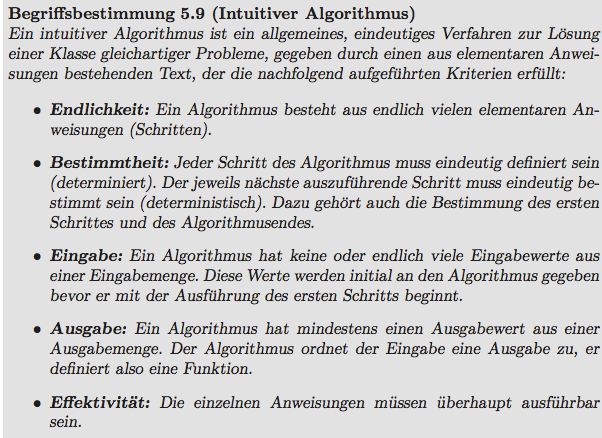 Begriffsbestimmung 5.9 (Intuitiver Algorithmus)
Ein intuitiver Algorithmus ist ein allgemeines, eindeutiges Verfahren zur Lösung
einer Klasse gleichartiger Probleme, gegeben durch einen aus elementaren Anwei-
sungen bestehenden Text, der die nachfolgend aufgeführten Kriterien erfüllt:
• Endlichkeit: Ein Algorithmus besteht aus endlich vielen elementaren An-
weisungen (Schritten).
• Bestimmtheit: Jeder Schritt des Algorithmus muss eindeutig definiert sein
(determiniert). Der jeweils nächste auszuführende Schritt muss eindeutig be-
stimmt sein (deterministisch). Dazu gehört auch die Bestimmung des ersten
Schrittes und des Algorithmusendes.
• Eingabe: Ein Algorithmus hat keine oder endlich viele Eingabewerte aus
einer Eingabemenge. Diese Werte werden initial an den Algorithmus gegeben
bevor er mit der Ausführung des ersten Schritts beginnt.
• Ausgabe: Ein Algorithmus hat mindestens einen Ausgabewert aus einer
Ausgabemenge. Der Algorithmus ordnet der Eingabe eine Ausgabe zu, er
definiert also eine Funktion.
• Effektivität: Die einzelnen Anweisungen müssen überhaupt ausführbar
sein.